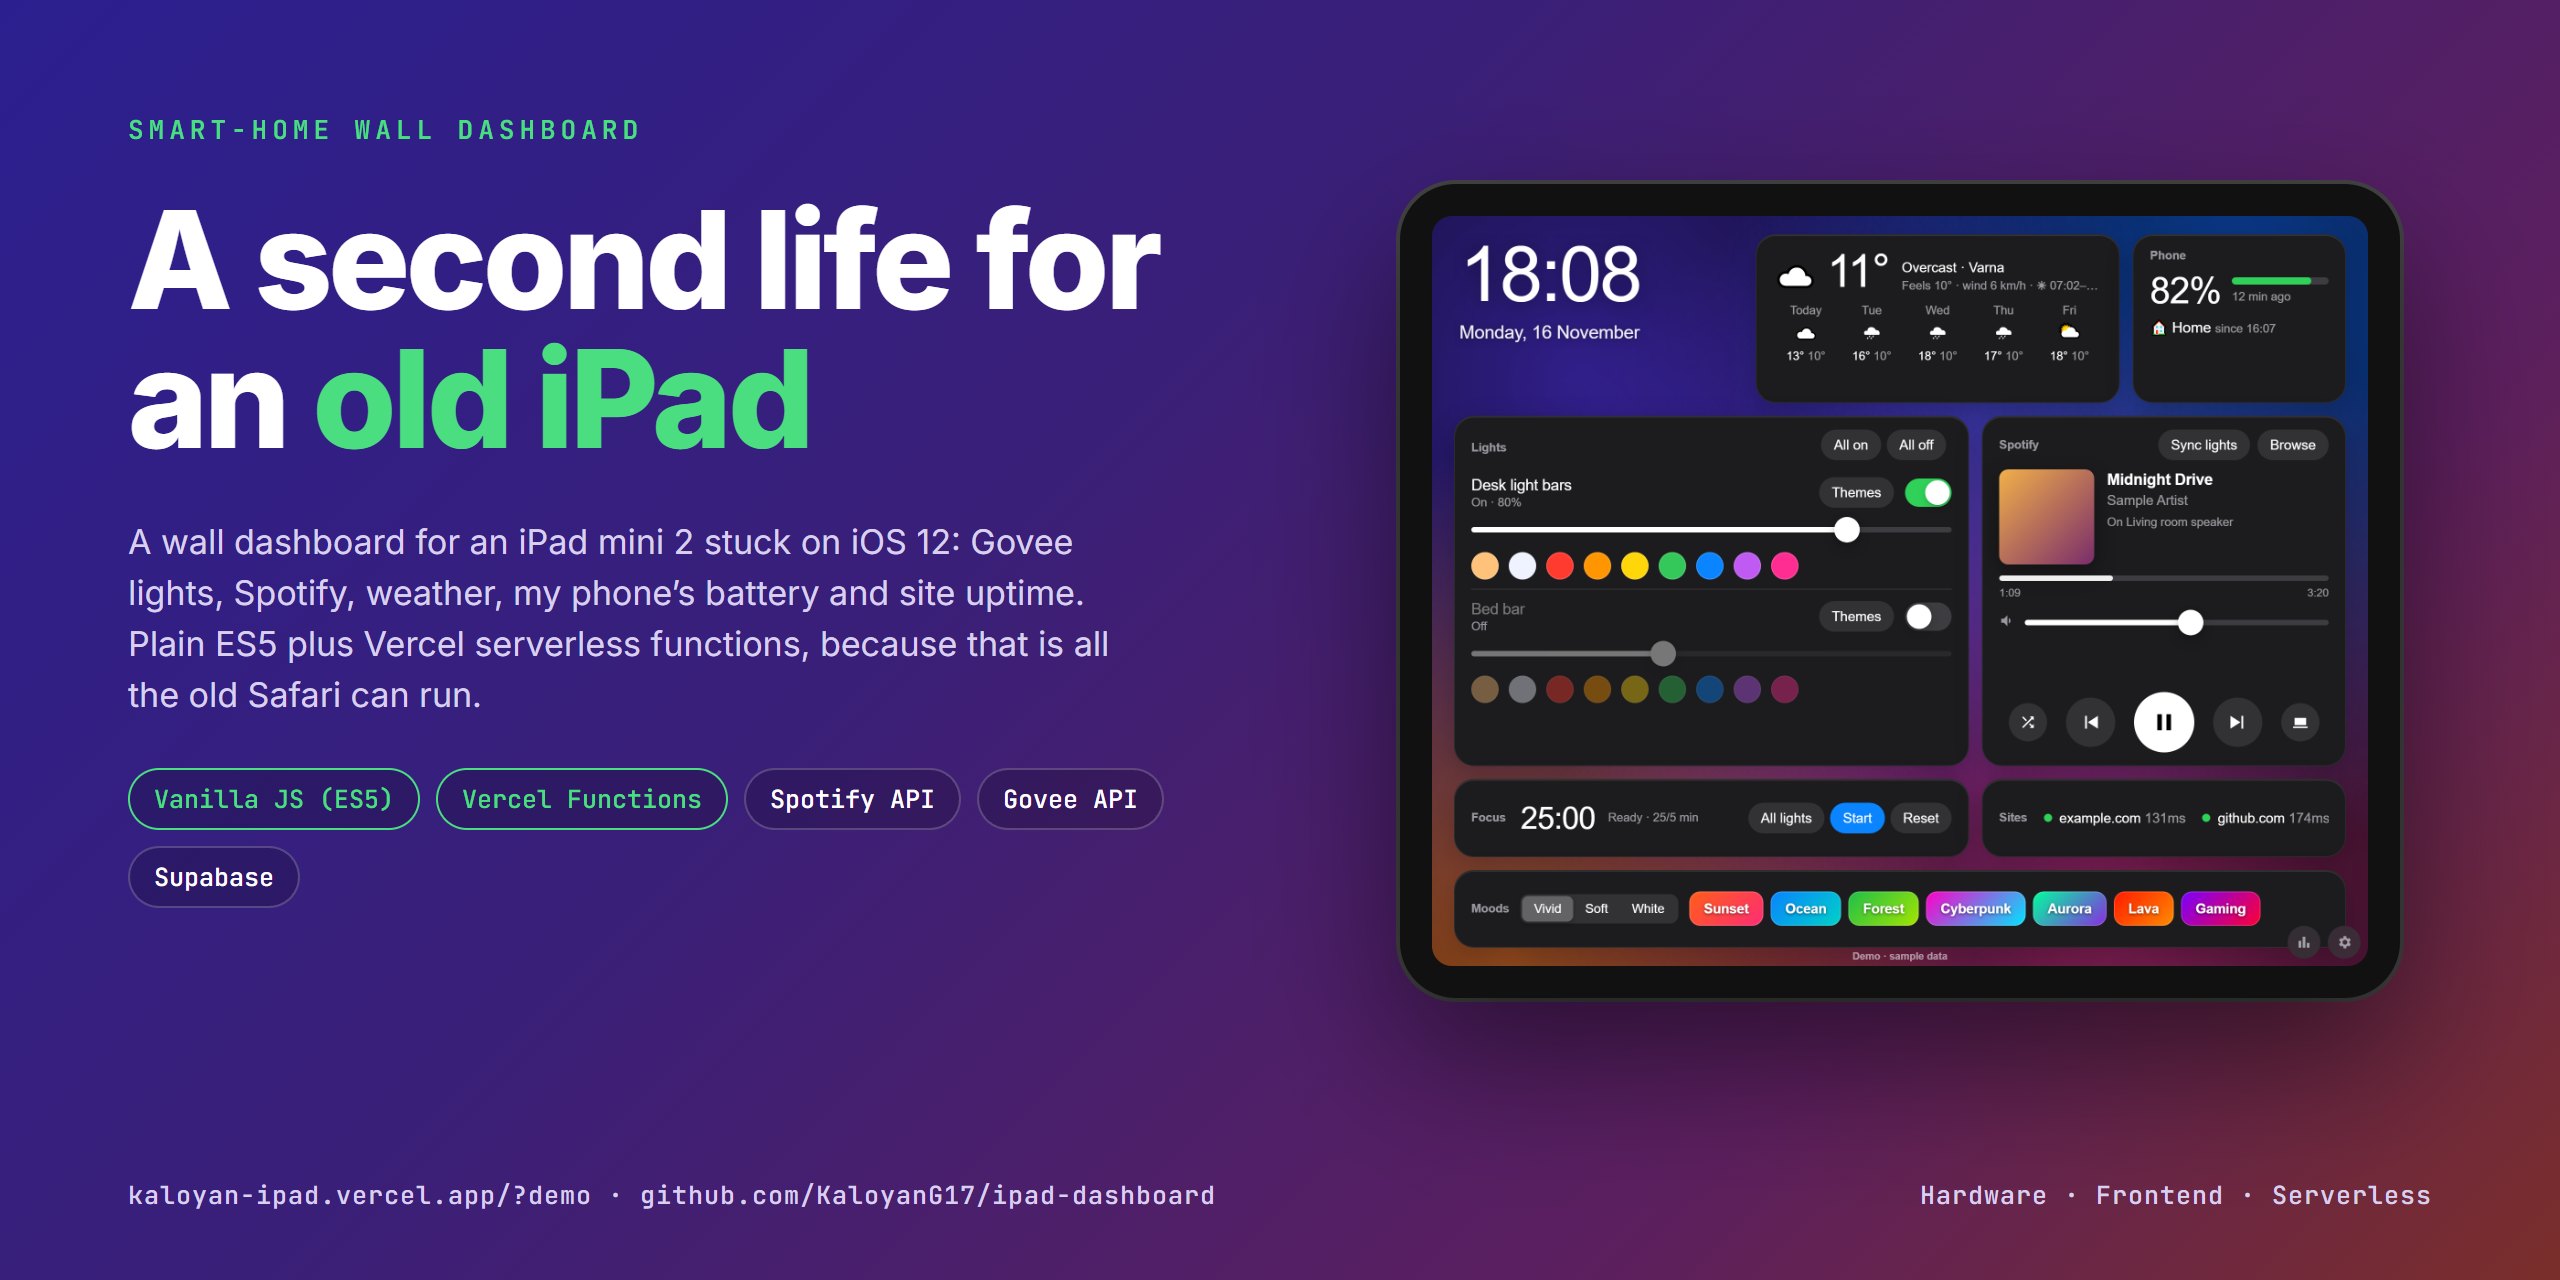 SMART-HOME WALL DASHBOARD
A second life for
an old iPad
A wall dashboard for an iPad mini 2 stuck on iOS 12: Govee
lights, Spotify, weather, my phone’s battery and site uptime.
Plain ES5 plus Vercel serverless functions, because that is all
the old Safari can run.
Vanilla JS (ES5) Vercel Functions Spotify API Govee API
Supabase
kaloyan-ipad.vercel.app/?demo · github.com/KaloyanG17/ipad-dashboard
Hardware · Frontend · Serverless
18:08
Monday, 16 November
11° Overcast · Varna
Feels 10° · wind 6 km/h · ☀ 07:02–…
Today Tue Wed Thu Fri
13° 10° 16° 10° 18° 10° 17° 10° 18° 10°
Phone
82% 12 min ago
Home since 16:07
Lights All on All off
Desk light bars
On · 80%
Themes
Bed bar
Off
Themes
Spotify Sync lights Browse
Midnight Drive
Sample Artist
On Living room speaker
1:09 3:20
Focus 25:00 Ready · 25/5 min All lights Start Reset
Sites example.com 131ms github.com 174ms
Moods Vivid Soft White Sunset Ocean Forest Cyberpunk Aurora Lava Gaming
Demo · sample data